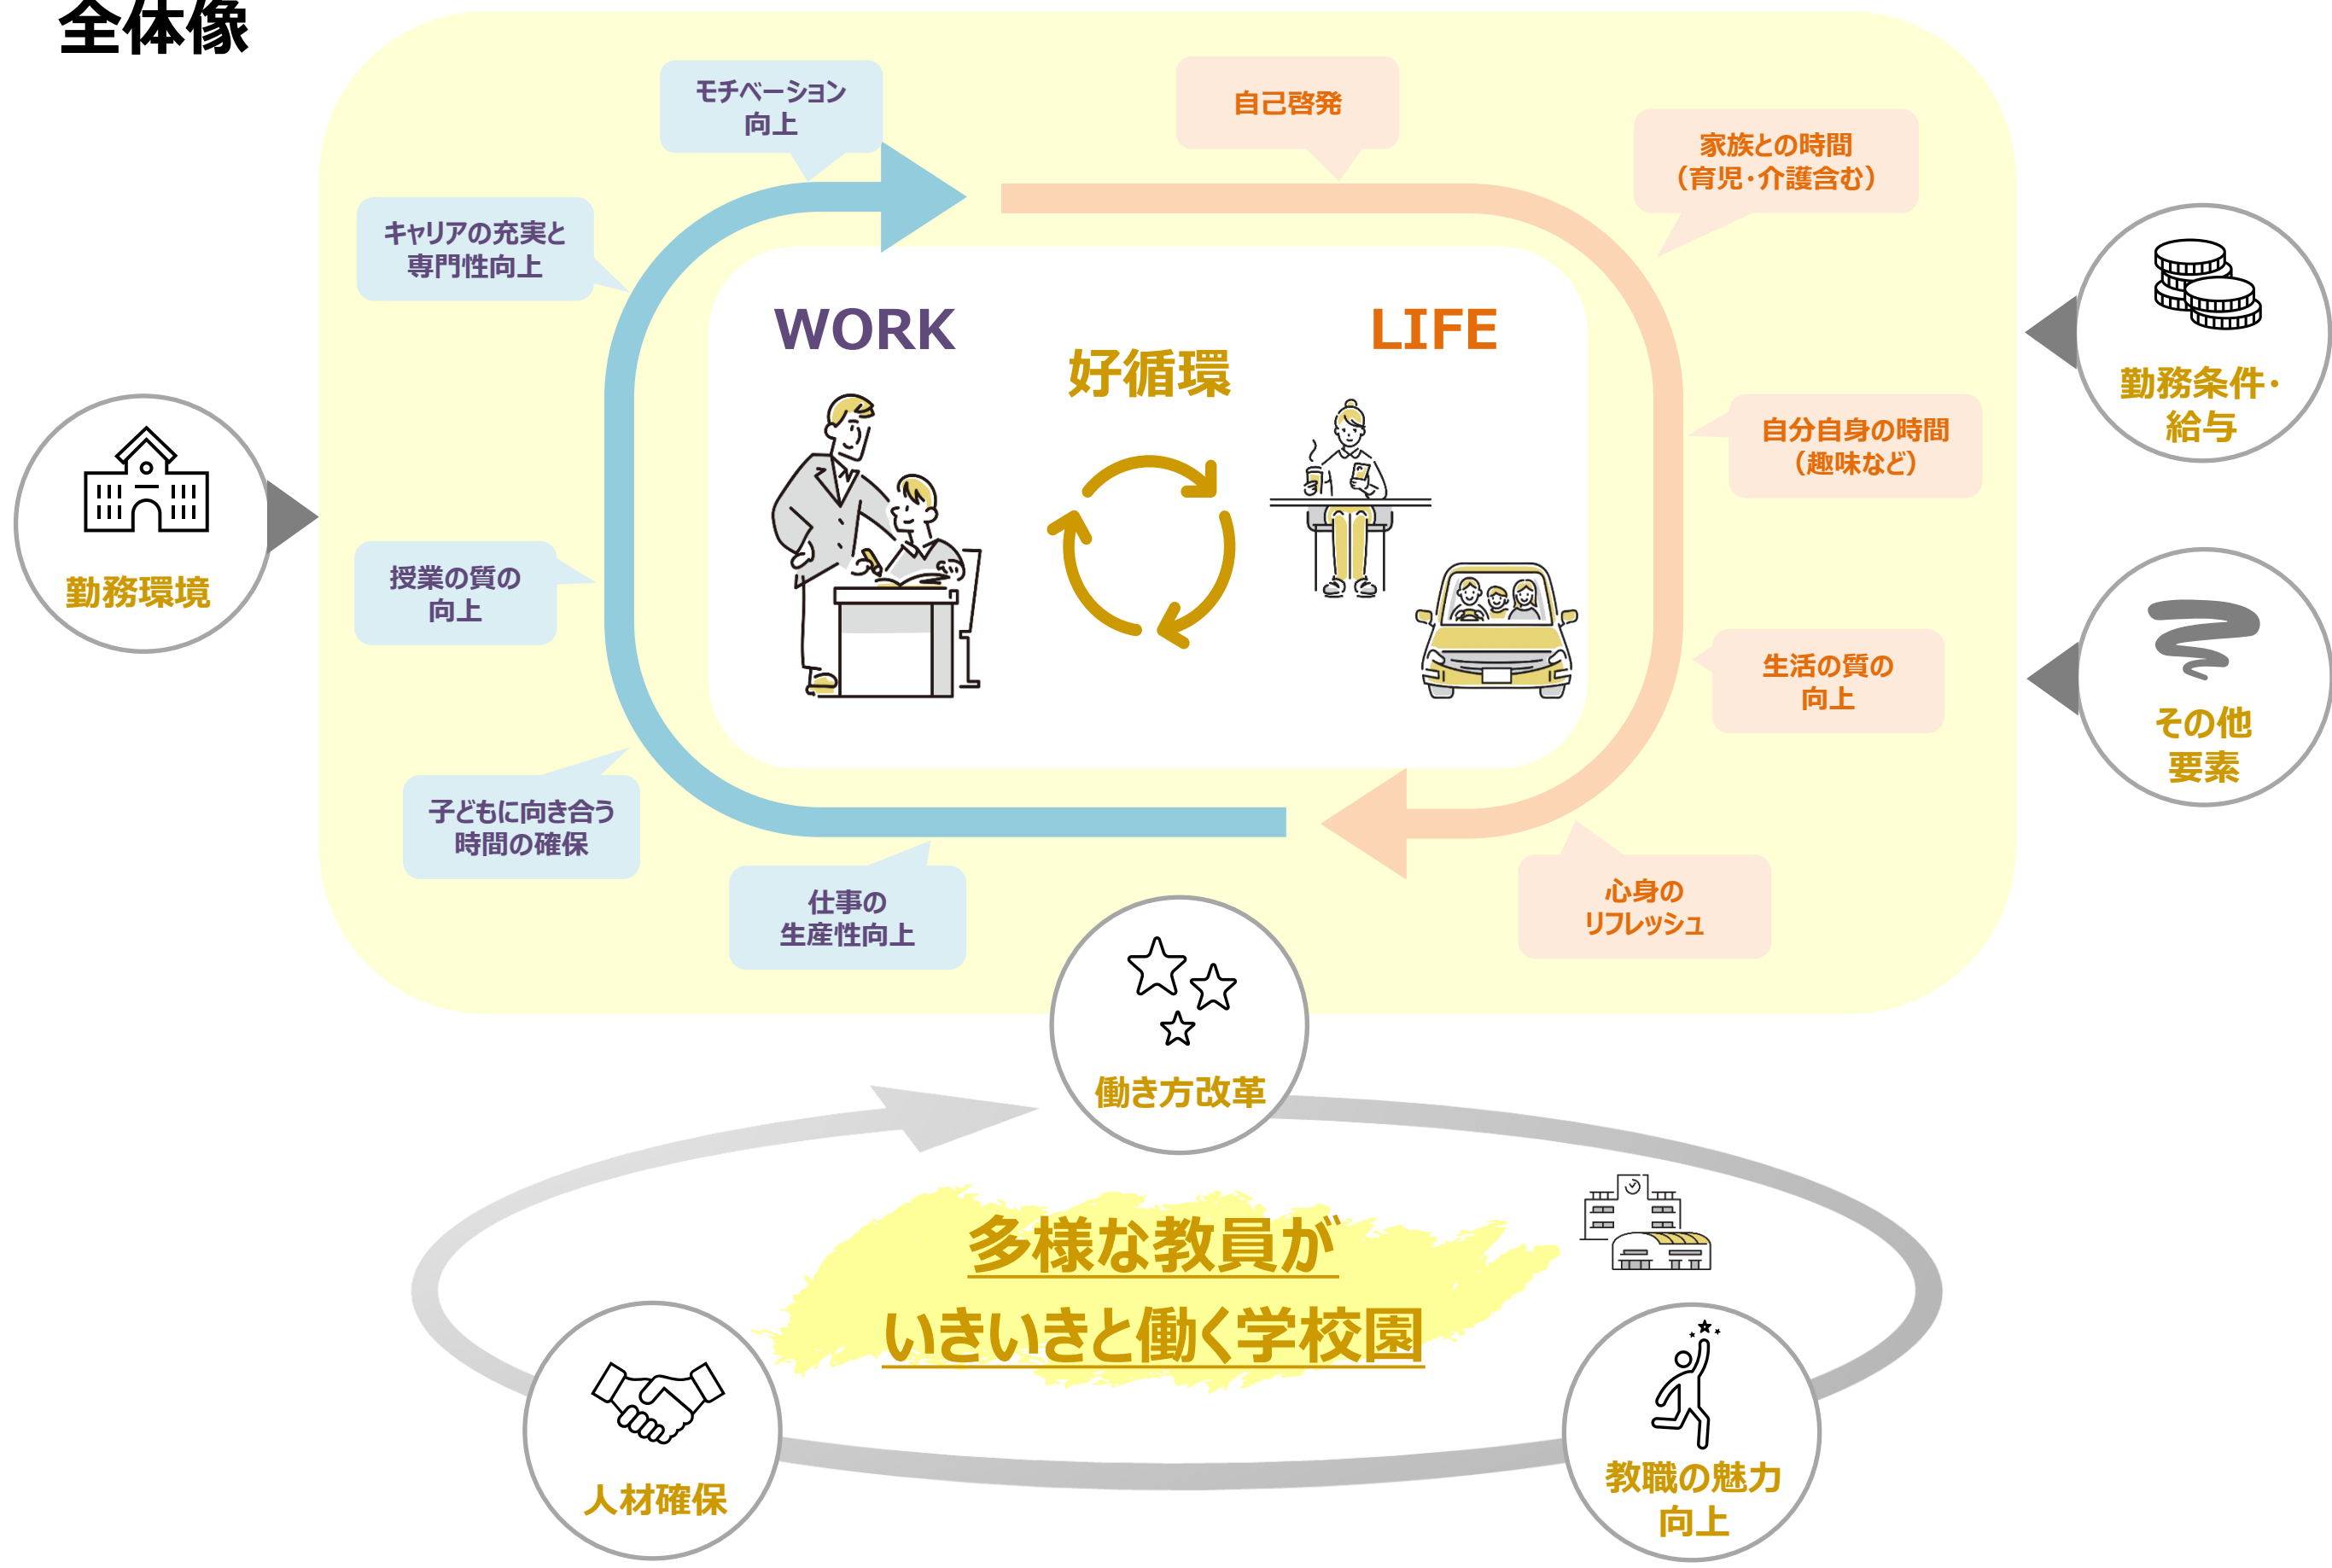 全体像
モチベーション
向上
自己啓発
家族との時間
（育児・介護含む）
キャリアの充実と
専門性向上
WORK
LIFE
好循環
勤務条件・
給与
自分自身の時間
（趣味など）
勤務環境
授業の質の
向上
生活の質の
向上
その他
要素
子どもに向き合う
時間の確保
仕事の
生産性向上
心身の
リフレッシュ
働き方改革
多様な教員が
いきいきと働く学校園
人材確保
教職の魅力
向上